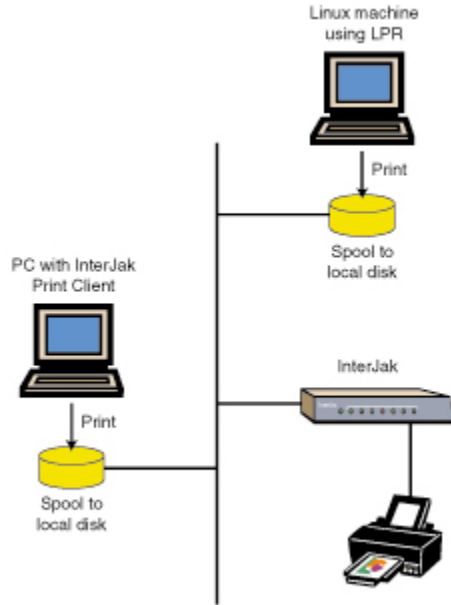 Linux machine
using LPR
Print
Spool to
local disk
PC with InterJak
Print Client
Print
Spool to
local disk
InterJak